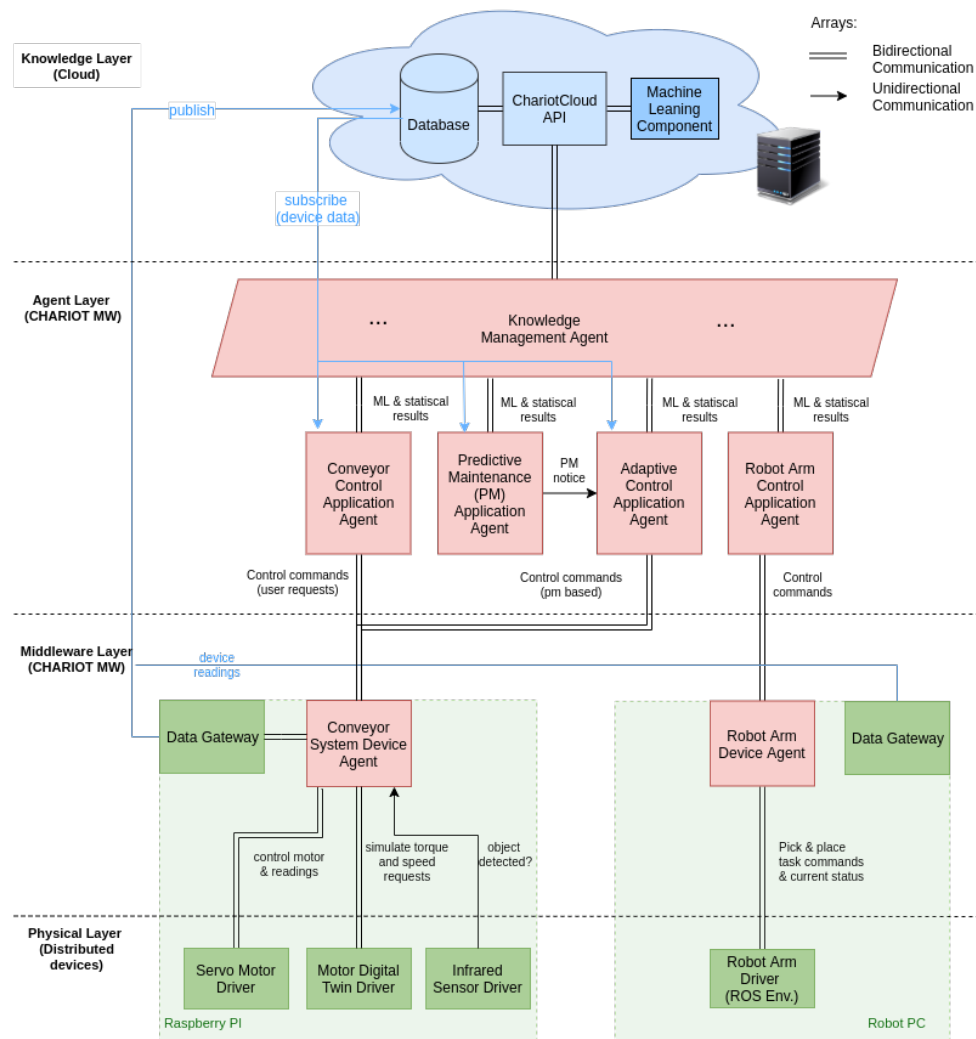 Arrays:
Bidirectional
Communication
Unidirectional
Communication
Knowledge Layer
(Cloud)
publish
Database
ChariotCloud
API
Machine
Leaning
Component
subscribe
(device data)
Agent Layer
(CHARIOT MW)
...
Knowledge
Management Agent
...
ML & statiscal
results
ML & statiscal
results
ML & statiscal
results
ML & statiscal
results
Conveyor
Control
Application
Agent
Predictive
Maintenance
(PM)
Application
Agent
PM
notice
Adaptive
Control
Application
Agent
Robot Arm
Control
Application
Agent
Control commands
(user requests)
Control commands
(pm based)
Control
commands
Middleware Layer
(CHARIOT MW)
device
readings
Data Gateway
Conveyor
System Device
Agent
Robot Arm
Device Agent
Data Gateway
control motor
& readings
simulate torque
and speed
requests
object
detected?
Pick & place
task commands
& current status
Physical Layer
(Distributed
devices)
Servo Motor
Driver
Motor Digital
Twin Driver
Infrared
Sensor Driver
Robot Arm
Driver
(ROS Env.)
Raspberry PI
Robot PC